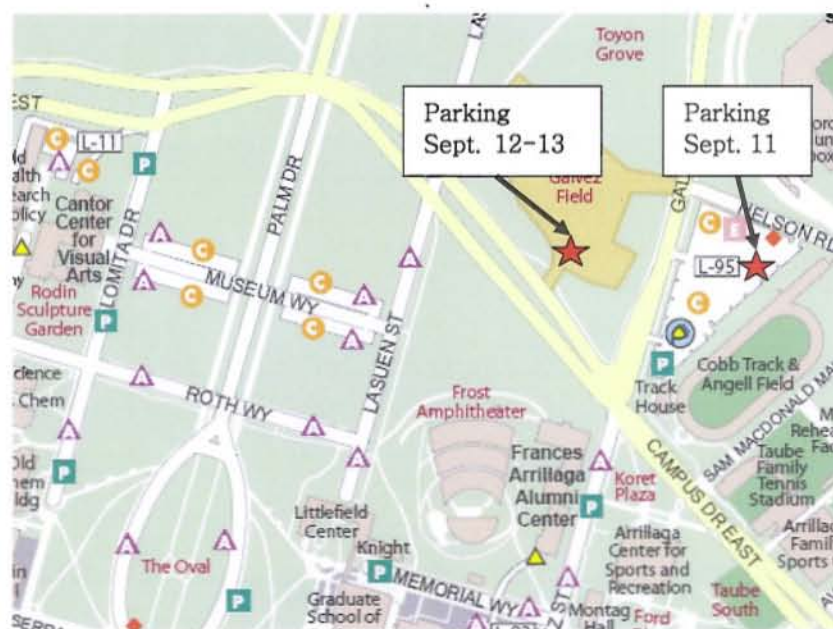 Toyon
Grove
Parking
Sept. 12-13
Parking
Sept. 11
Galvez
Field
NELSON RD
EST
L-11
P
C
C
E
C
L-95
C
PALM DR
LOMITA DR
Cantor
Center
for
Visual
Arts
Rodin
Sculpture
Garden
C
C
MUSEUM WY
C
C
LASUEN ST
P
P
Track
House
Cobb Track &
Angell Field
SAM MACDONALD MA
ROTH WY
Frost
Amphitheater
Frances
Arrillaga
Alumni
Center
Koret
Plaza
CAMPUS DR EAST
Taube
Family
Tennis
Stadium
Chem
P
P
Littlefield
Center
Knight
P
MEMORIAL WY
Graduate
School of
The Oval
P
Arrillaga
Center for
Sports and
Recreation
Taube
South
Montag
Hall
Ford
SERRA